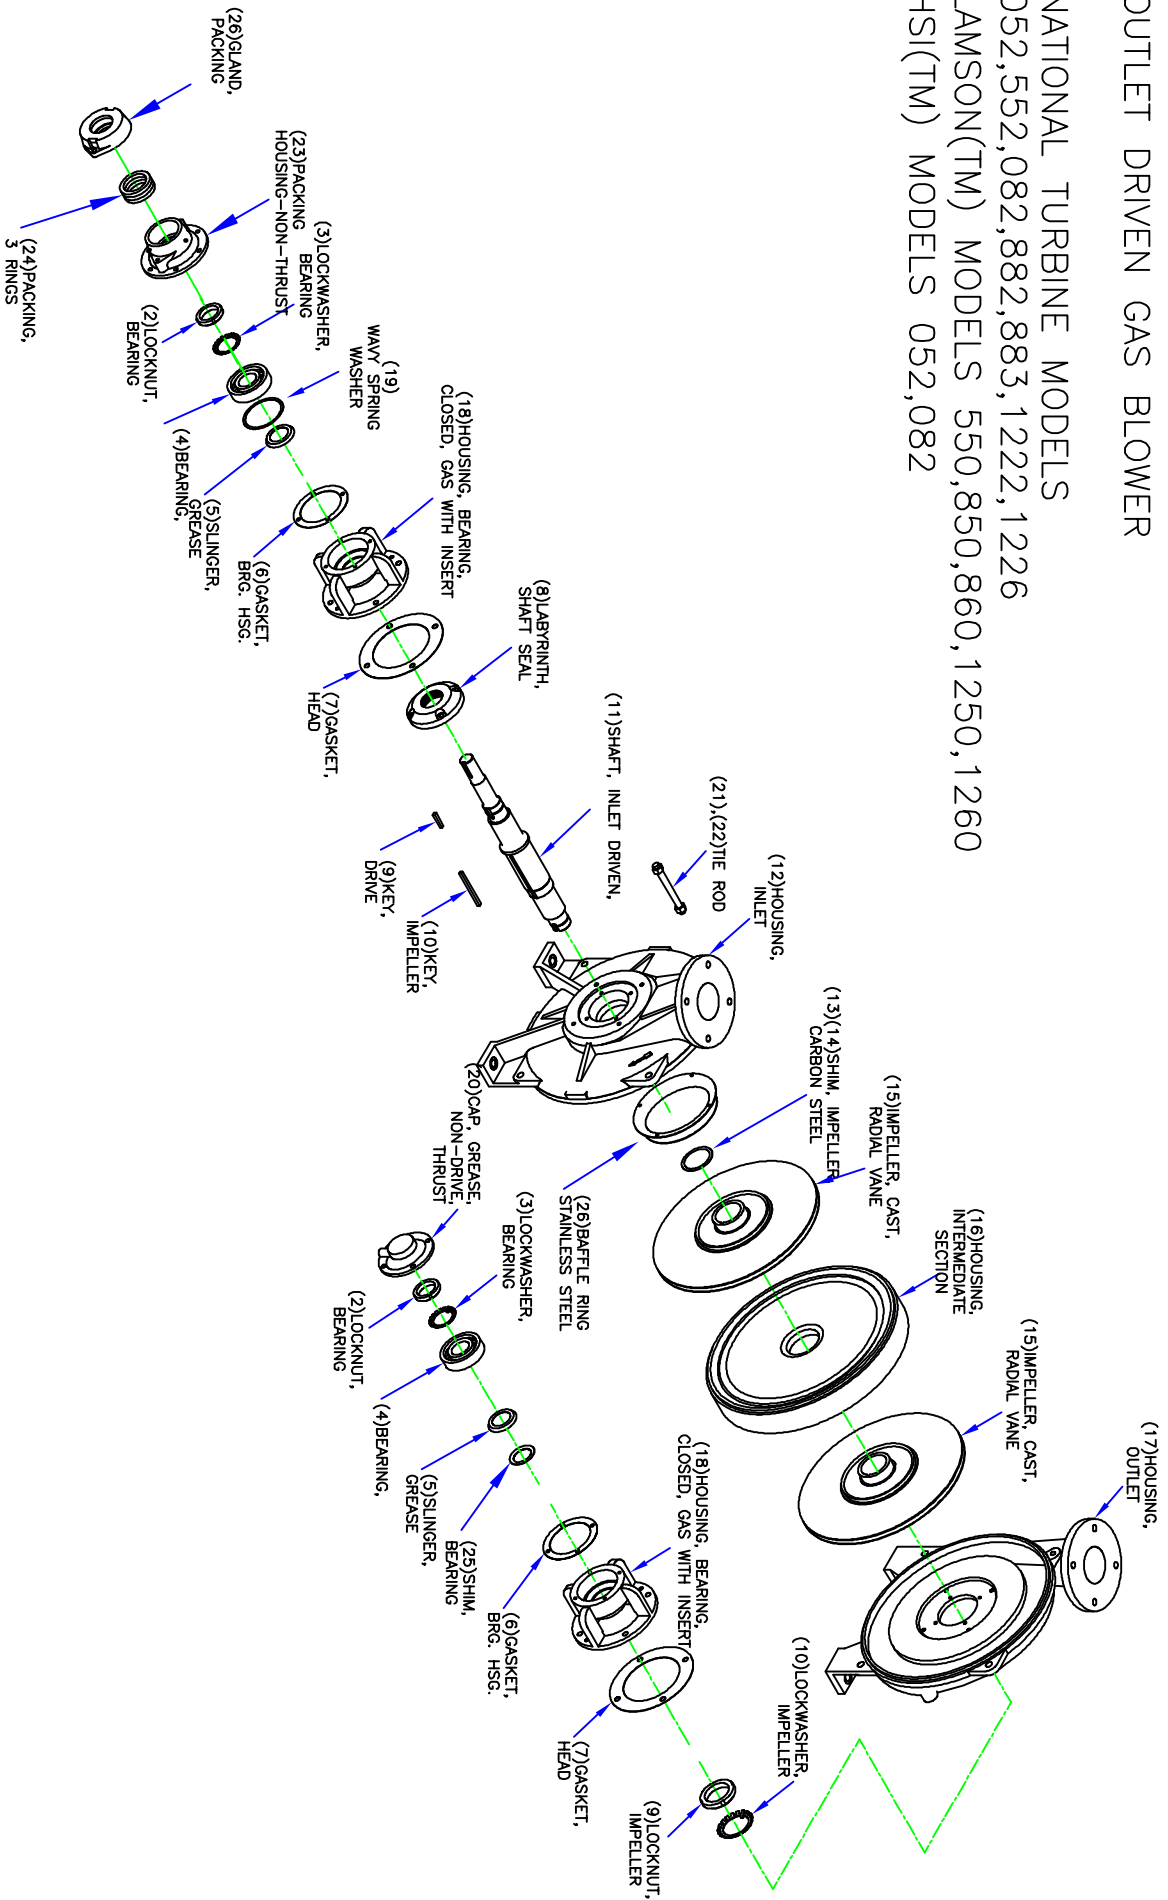 OUTLET DRIVEN GAS BLOWER
NATIONAL TURBINE MODELS
052,552,082,882,883,1222,1226
LAMSON(TM) MODELS 550,850,860,1250,1260
HSI(TM) MODELS 052,082
(26)GLAND,
PACKING
(24)PACKING,
3 RINGS
(23)PACKING
HOUSING-NON-THRUST
(3)LOCKWASHER,
BEARING
(2)LOCKNUT,
BEARING
(19)
WAVY SPRING
WASHER
(4)BEARING,
(5)SLINGER,
GREASE
(18)HOUSING, BEARING,
CLOSED, GAS WITH INSERT
(6)GASKET,
BRG. HSG.
(8)LABYRINTH,
SHAFT SEAL
(7)GASKET,
HEAD
(11)SHAFT, INLET DRIVEN,
(9)KEY,
DRIVE
(10)KEY,
IMPELLER
(21),(22)TIE ROD
(12)HOUSING,
INLET
(13)(14)SHIM, IMPELLER
CARBON STEEL
(15)IMPELLER, CAST,
RADIAL VANE
(26)BAFFLE RING
STAINLESS STEEL
(16)HOUSING,
INTERMEDIATE
SECTION
(15)IMPELLER, CAST,
RADIAL VANE
(17)HOUSING,
OUTLET
(20)CAP, GREASE,
NON-DRIVE,
THRUST
(3)LOCKWASHER,
BEARING
(2)LOCKNUT,
BEARING
(4)BEARING,
(5)SLINGER,
GREASE
(25)SHIM,
BEARING
(18)HOUSING, BEARING,
CLOSED, GAS WITH INSERT
(6)GASKET,
BRG. HSG.
(7)GASKET,
HEAD
(10)LOCKWASHER,
IMPELLER
(9)LOCKNUT,
IMPELLER